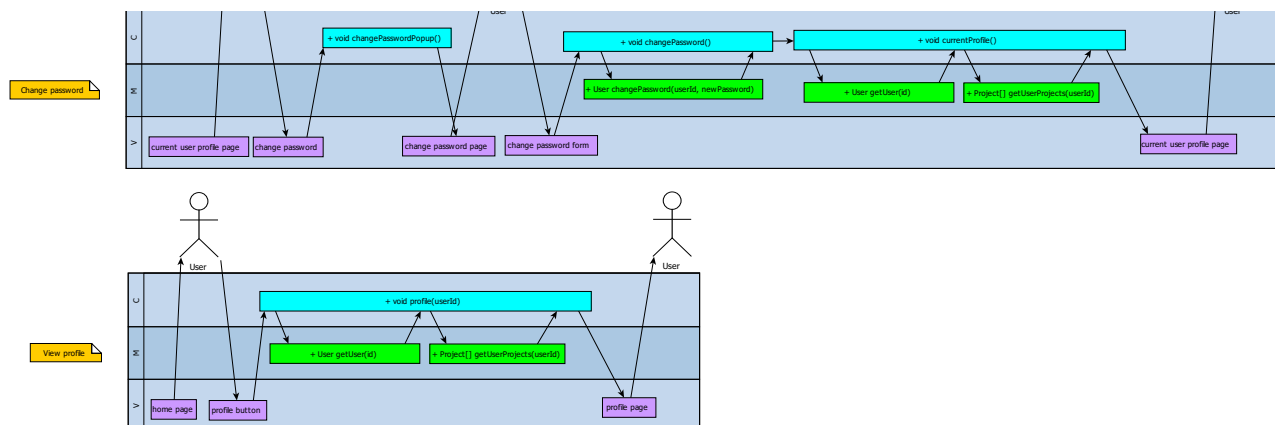 User
User
C
+ void changePasswordPopup()
+ void changePassword()
+ void currentProfile()
Change password
M
+ User changePassword(userId, newPassword)
+ User getUser(id)
+ Project[] getUserProjects(userId)
V
current user profile page
change password
change password page
change password form
current user profile page
User
User
C
+ void profile(userId)
View profile
M
+ User getUser(id)
+ Project[] getUserProjects(userId)
V
home page
profile button
profile page